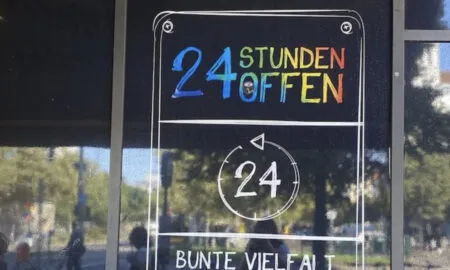 24 STUNDEN
OFFEN
24
BUNTE VIELFALT